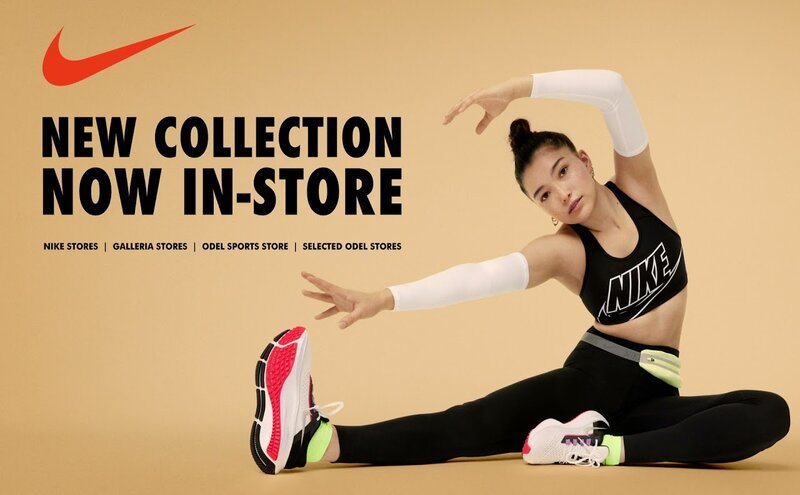 NEW COLLECTION
NOW IN-STORE
NIKE STORES | GALLERIA STORES | ODEL SPORTS STORE | SELECTED ODEL STORES
NIKE